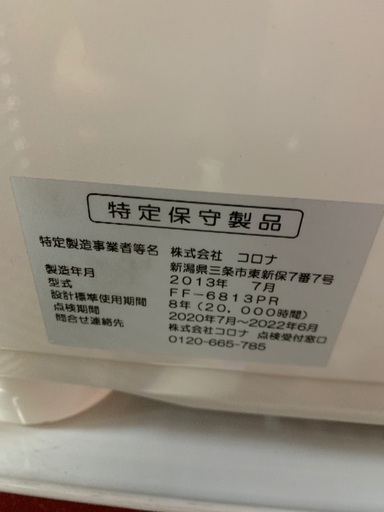 特定保守製品
特定製造事業者等名 株式会社 コロナ
新潟県三条市東新保7番7号
製造年月 2013年 7月
型式 FF-6813PR
設計標準使用期間 8年(20,000時間)
点検期間 2020年7月～2022年6月
問合せ連絡先 株式会社コロナ 点検受付窓口
0120-665-785